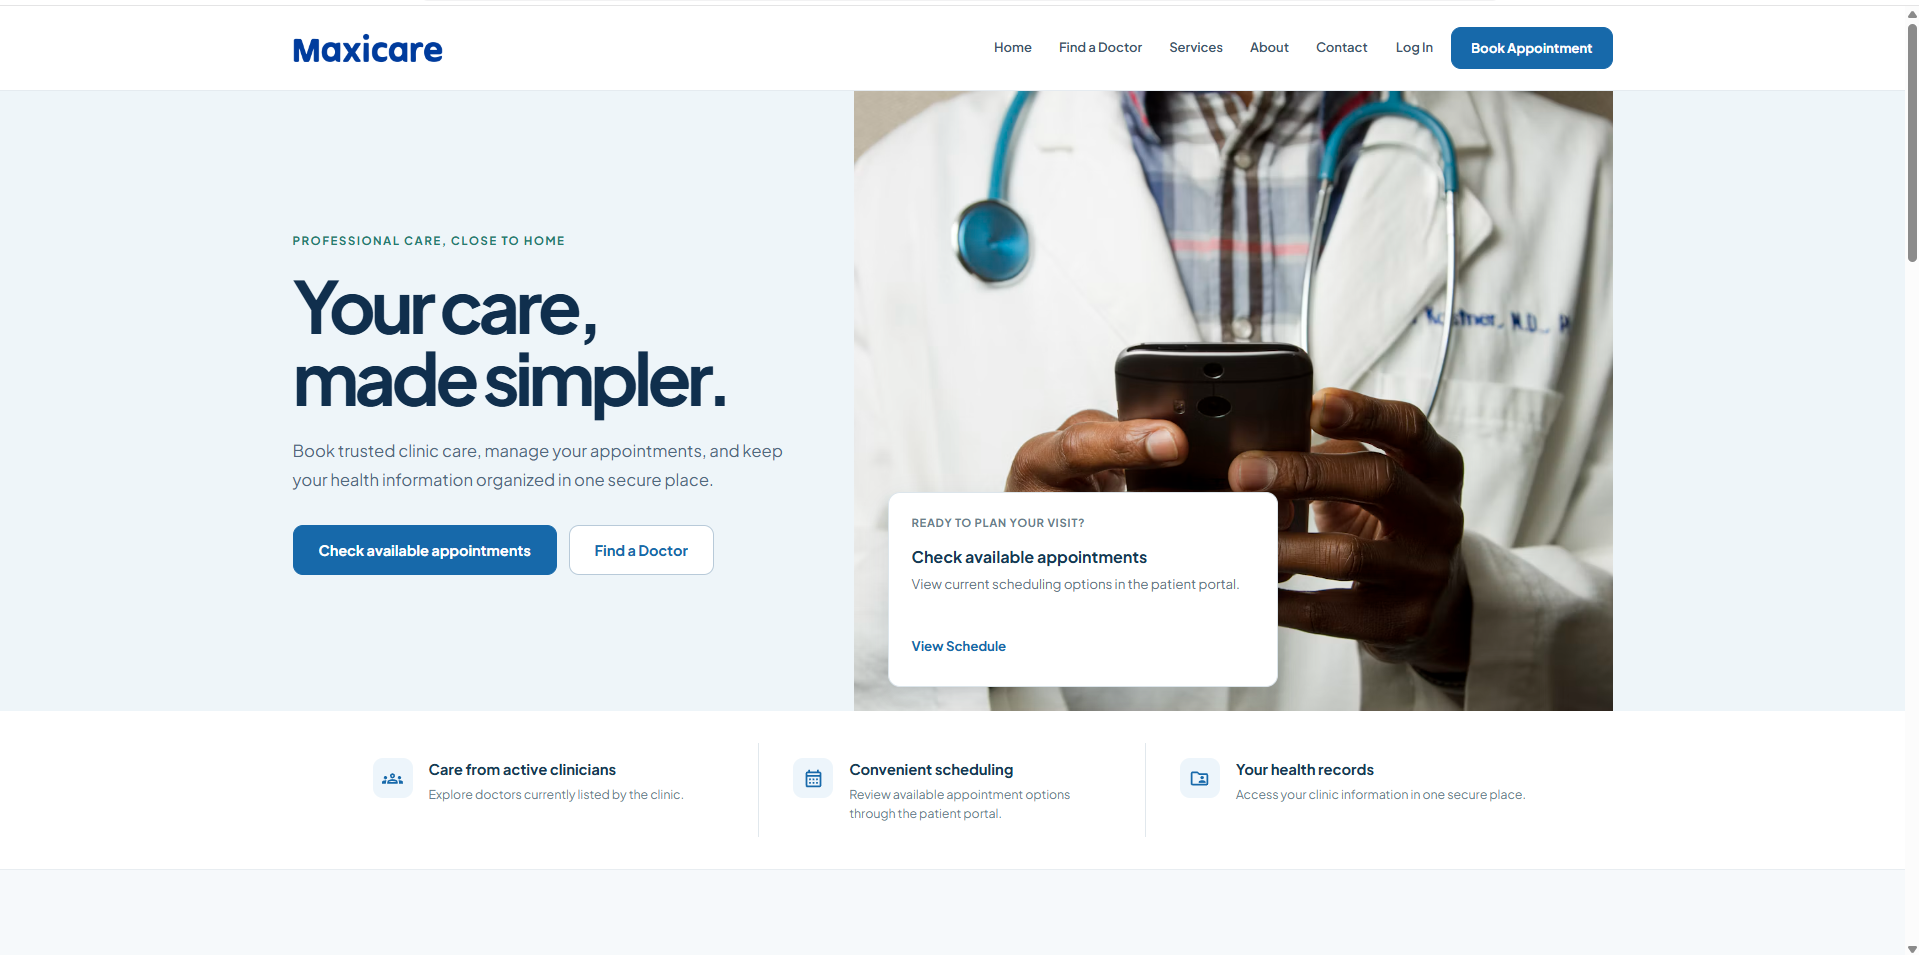 Maxicare
Home Find a Doctor Services About Contact Log In Book Appointment
PROFESSIONAL CARE, CLOSE TO HOME
Your care,
made simpler.
Book trusted clinic care, manage your appointments, and keep
your health information organized in one secure place.
Check available appointments Find a Doctor
M.D.,
READY TO PLAN YOUR VISIT?
Check available appointments
View current scheduling options in the patient portal.
View Schedule
Care from active clinicians
Explore doctors currently listed by the clinic.
Convenient scheduling
Review available appointment options
through the patient portal.
Your health records
Access your clinic information in one secure place.